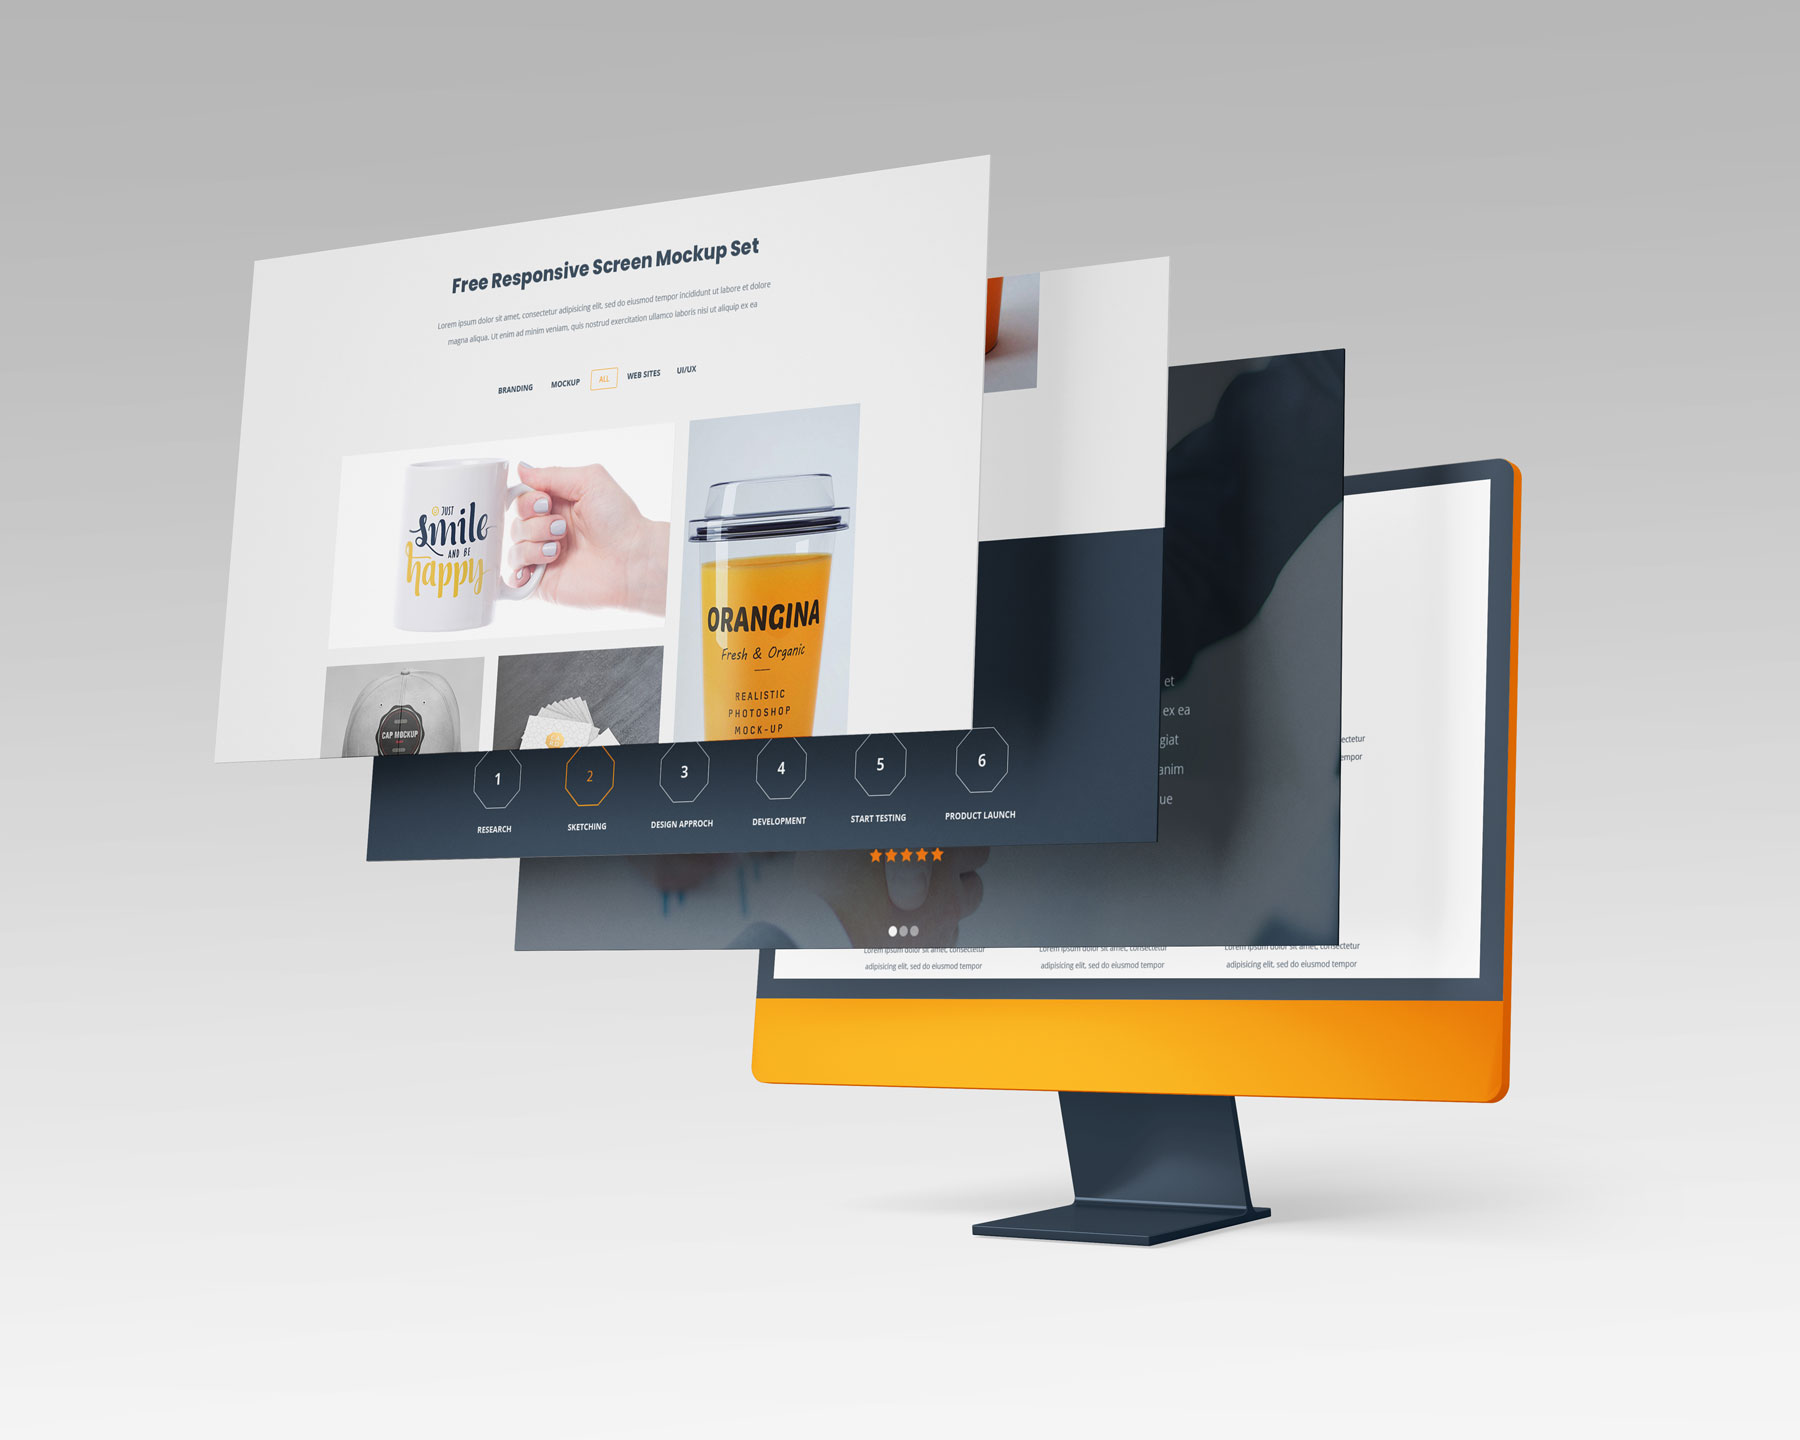 Free Responsive Screen Mockup Set
Lorem ipsum dolor sit amet, consectetur adipisicing elit, sed do eiusmod tempor incididunt ut labore et dolore
magna aliqua. Ut enim ad minim veniam, quis nostrud exercitation ullamco laboris nisi ut aliquip ex ea
BRANDING MOCKUP ALL WEB SITES UI/UX
JUST
Smile
AND BE
happy
ORANGINA
Fresh & Organic
REALISTIC
PHOTOSHOP
MOCK-UP
CAP MOCKUP
1 2 3 4 5 6
RESEARCH SKETCHING DESIGN APPROCH DEVELOPMENT START TESTING PRODUCT LAUNCH
et
ex ea
giat
anim
ue
ectetur
empor
Lorem ipsum dolor sit amet, consectetur Lorem ipsum dolor sit amet, consectetur Lorem ipsum dolor sit amet, consectetur
adipisicing elit, sed do eiusmod tempor adipisicing elit, sed do eiusmod tempor adipisicing elit, sed do eiusmod tempor